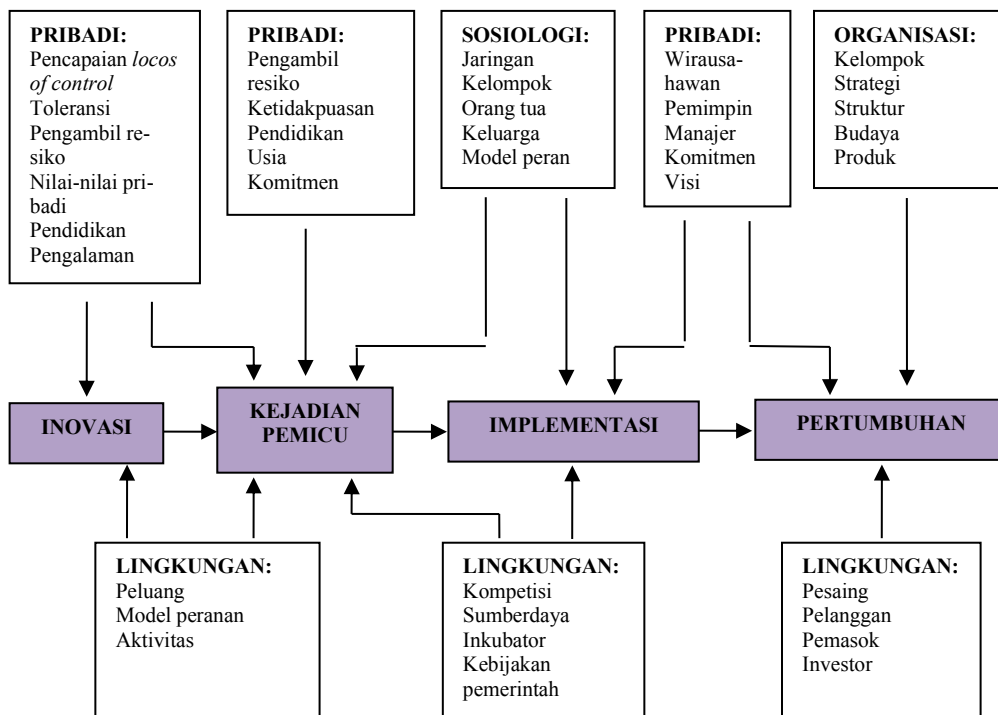 PRIBADI:
Pencapaian locos
of control
Toleransi
Pengambil re-
siko
Nilai-nilai pri-
badi
Pendidikan
Pengalaman
PRIBADI:
Pengambil
resiko
Ketidakpuasan
Pendidikan
Usia
Komitmen
SOSIOLOGI:
Jaringan
Kelompok
Orang tua
Keluarga
Model peran
PRIBADI:
Wirausa-
hawan
Pemimpin
Manajer
Komitmen
Visi
ORGANISASI:
Kelompok
Strategi
Struktur
Budaya
Produk
INOVASI
KEJADIAN
PEMICU
IMPLEMENTASI
PERTUMBUHAN
LINGKUNGAN:
Peluang
Model peranan
Aktivitas
LINGKUNGAN:
Kompetisi
Sumberdaya
Inkubator
Kebijakan
pemerintah
LINGKUNGAN:
Pesaing
Pelanggan
Pemasok
Investor